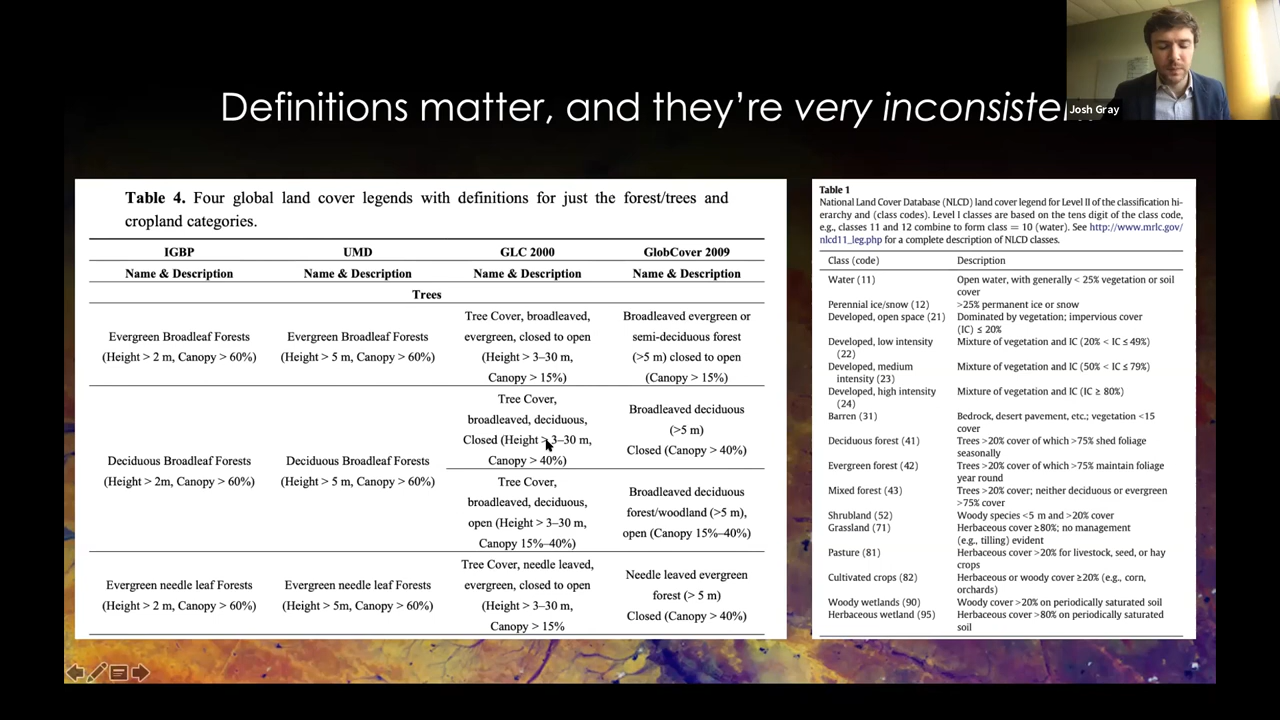 Josh Gray
Definitions matter, and they're very inconsisten
Table 4. Four global land cover legends with definitions for just the forest/trees and
cropland categories.
IGBP UMD GLC 2000 GlobCover 2009
Name & Description Name & Description Name & Description Name & Description
Trees
Evergreen Broadleaf Forests
(Height > 2 m, Canopy > 60%)
Evergreen Broadleaf Forests
(Height > 5 m, Canopy > 60%)
Tree Cover, broadleaved,
evergreen, closed to open
(Height > 3–30 m,
Canopy > 15%)
Broadleaved evergreen or
semi-deciduous forest
(>5 m) closed to open
(Canopy > 15%)
Deciduous Broadleaf Forests
(Height > 2m, Canopy > 60%)
Deciduous Broadleaf Forests
(Height > 5 m, Canopy > 60%)
Tree Cover,
broadleaved, deciduous,
Closed (Height > 3–30 m,
Canopy > 40%)
Broadleaved deciduous
(>5 m)
Closed (Canopy > 40%)
Tree Cover,
broadleaved, deciduous,
open (Height > 3–30 m,
Canopy 15%–40%)
Broadleaved deciduous
forest/woodland (>5 m),
open (Canopy 15%–40%)
Evergreen needle leaf Forests
(Height > 2 m, Canopy > 60%)
Evergreen needle leaf Forests
(Height > 5m, Canopy > 60%)
Tree Cover, needle leaved,
evergreen, closed to open
(Height > 3–30 m,
Canopy > 15%
Needle leaved evergreen
forest (> 5 m)
Closed (Canopy > 40%)
Table 1
National Land Cover Database (NLCD) land cover legend for Level II of the classification hi-
erarchy and (class codes). Level I classes are based on the tens digit of the class code,
e.g., classes 11 and 12 combine to form class = 10 (water). See http://www.mrlc.gov/
nlcd11_leg.php for a complete description of NLCD classes.
Class (code) Description
Water (11) Open water, with generally < 25% vegetation or soil
cover
Perennial ice/snow (12) >25% permanent ice or snow
Developed, open space (21) Dominated by vegetation; impervious cover
(IC) ≤ 20%
Developed, low intensity Mixture of vegetation and IC (20% < IC ≤ 49%)
(22)
Developed, medium Mixture of vegetation and IC (50% < IC ≤ 79%)
intensity (23)
Developed, high intensity Mixture of vegetation and IC (IC ≥ 80%)
(24)
Barren (31) Bedrock, desert pavement, etc.; vegetation <15
cover
Deciduous forest (41) Trees >20% cover of which >75% shed foliage
seasonally
Evergreen forest (42) Trees >20% cover of which >75% maintain foliage
year round
Mixed forest (43) Trees >20% cover; neither deciduous or evergreen
>75% cover
Shrubland (52) Woody species <5 m and >20% cover
Grassland (71) Herbaceous cover ≥80%; no management
(e.g., tilling) evident
Pasture (81) Herbaceous cover >20% for livestock, seed, or hay
crops
Cultivated crops (82) Herbaceous or woody cover ≥20% (e.g., corn,
orchards)
Woody wetlands (90) Woody cover >20% on periodically saturated soil
Herbaceous wetland (95) Herbaceous cover >80% on periodically saturated
soil